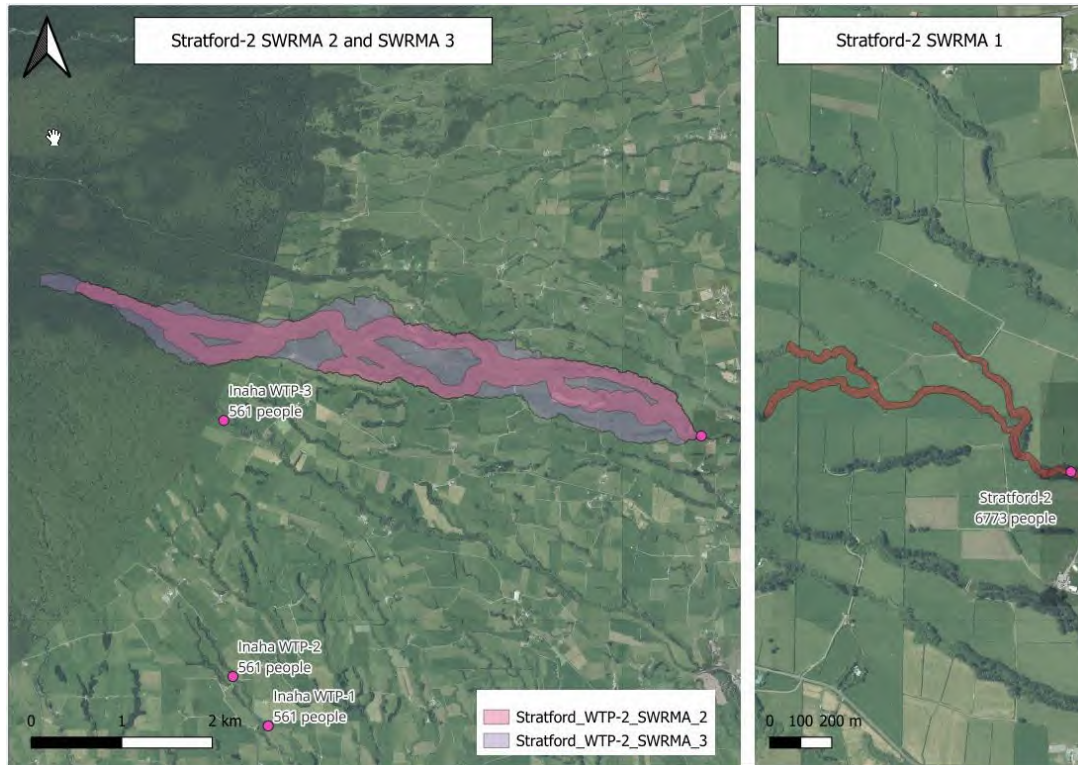 Stratford-2 SWRMA 2 and SWRMA 3
Inaha WTP-3
561 people
Inaha WTP-2
561 people
Inaha WTP-1
561 people
0 1 2 km
Stratford_WTP-2_SWRMA_2
Stratford_WTP-2_SWRMA_3
Stratford-2 SWRMA 1
Stratford-2
6773 people
0 100 200 m